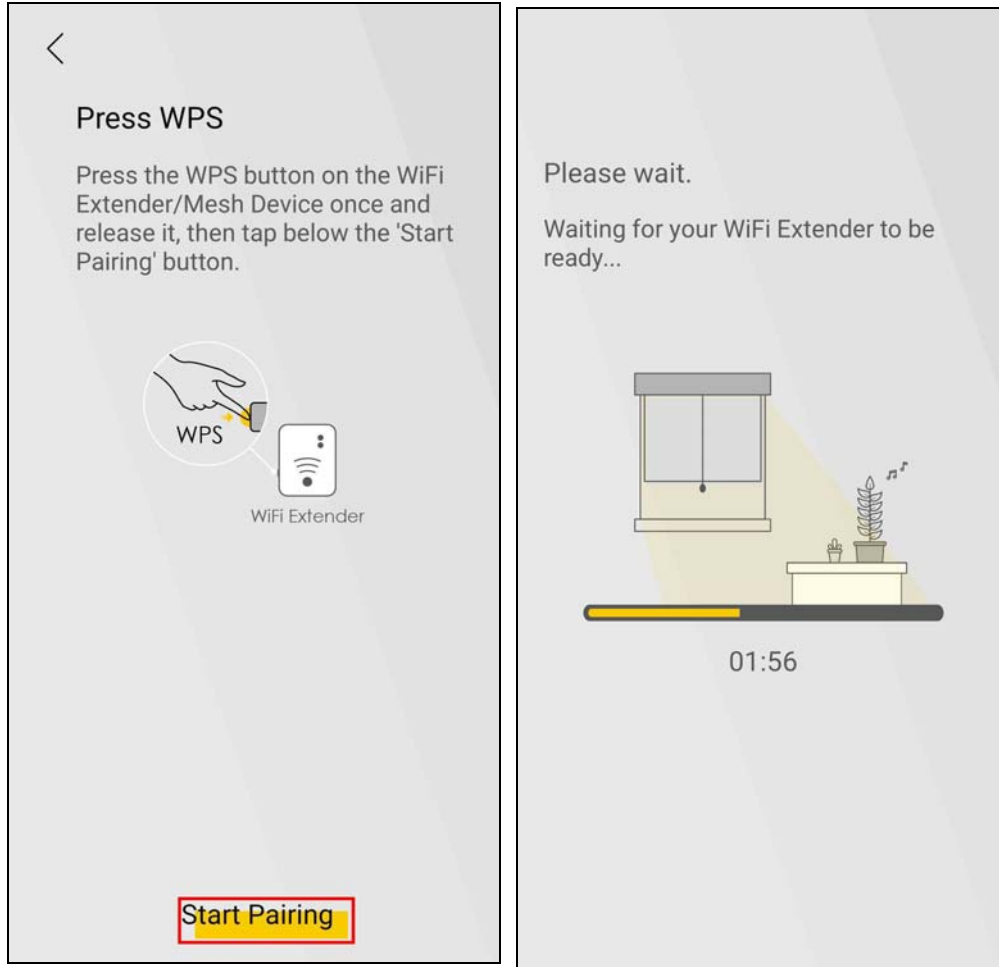 Press WPS
Press the WPS button on the WiFi
Extender/Mesh Device once and
release it, then tap below the 'Start
Pairing' button.
WPS
WiFi Extender
Start Pairing
Please wait.
Waiting for your WiFi Extender to be
ready...
01:56